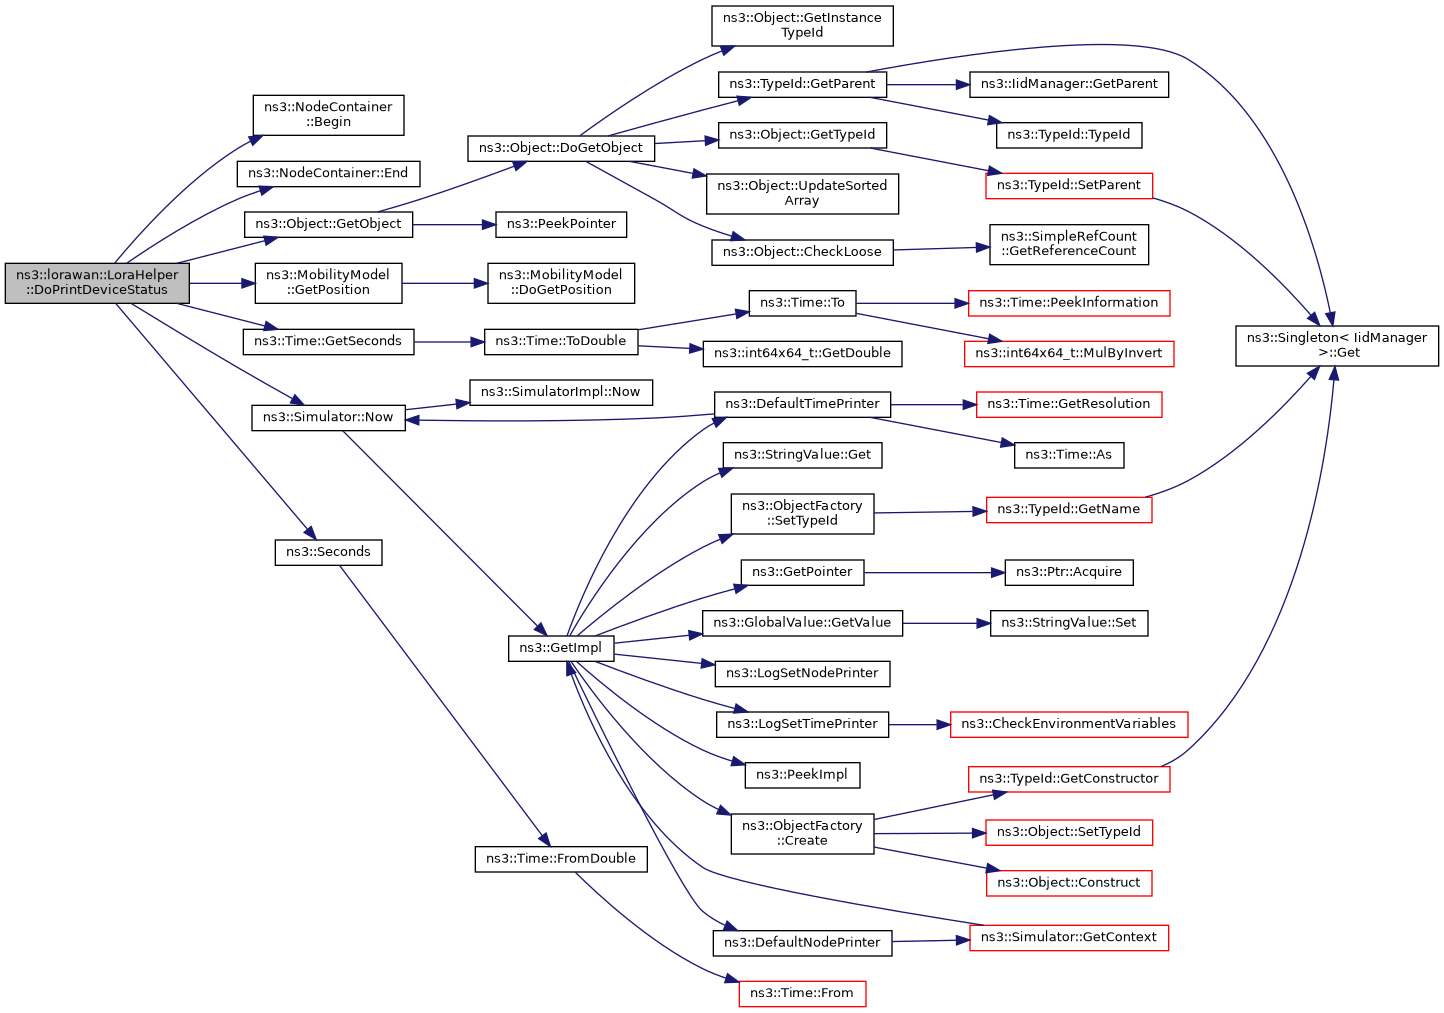 ns3::lorawan::LoraHelper
::DoPrintDeviceStatus
ns3::NodeContainer
::Begin
ns3::NodeContainer::End
ns3::Object::GetObject
ns3::MobilityModel
::GetPosition
ns3::Time::GetSeconds
ns3::Simulator::Now
ns3::Seconds
ns3::Object::DoGetObject
ns3::PeekPointer
ns3::MobilityModel
::DoGetPosition
ns3::Time::ToDouble
ns3::SimulatorImpl::Now
ns3::GetImpl
ns3::Time::FromDouble
ns3::Object::GetInstance
TypeId
ns3::TypeId::GetParent
ns3::Object::GetTypeId
ns3::Object::UpdateSorted
Array
ns3::Object::CheckLoose
ns3::Time::To
ns3::int64x64_t::GetDouble
ns3::DefaultTimePrinter
ns3::StringValue::Get
ns3::ObjectFactory
::SetTypeId
ns3::GetPointer
ns3::GlobalValue::GetValue
ns3::LogSetNodePrinter
ns3::LogSetTimePrinter
ns3::PeekImpl
ns3::ObjectFactory
::Create
ns3::DefaultNodePrinter
ns3::Time::From
ns3::IidManager::GetParent
ns3::TypeId::TypeId
ns3::TypeId::SetParent
ns3::SimpleRefCount
::GetReferenceCount
ns3::Time::PeekInformation
ns3::int64x64_t::MulByInvert
ns3::Time::GetResolution
ns3::Time::As
ns3::TypeId::GetName
ns3::Ptr::Acquire
ns3::StringValue::Set
ns3::CheckEnvironmentVariables
ns3::TypeId::GetConstructor
ns3::Object::SetTypeId
ns3::Object::Construct
ns3::Simulator::GetContext
ns3::Singleton< IidManager
>::Get